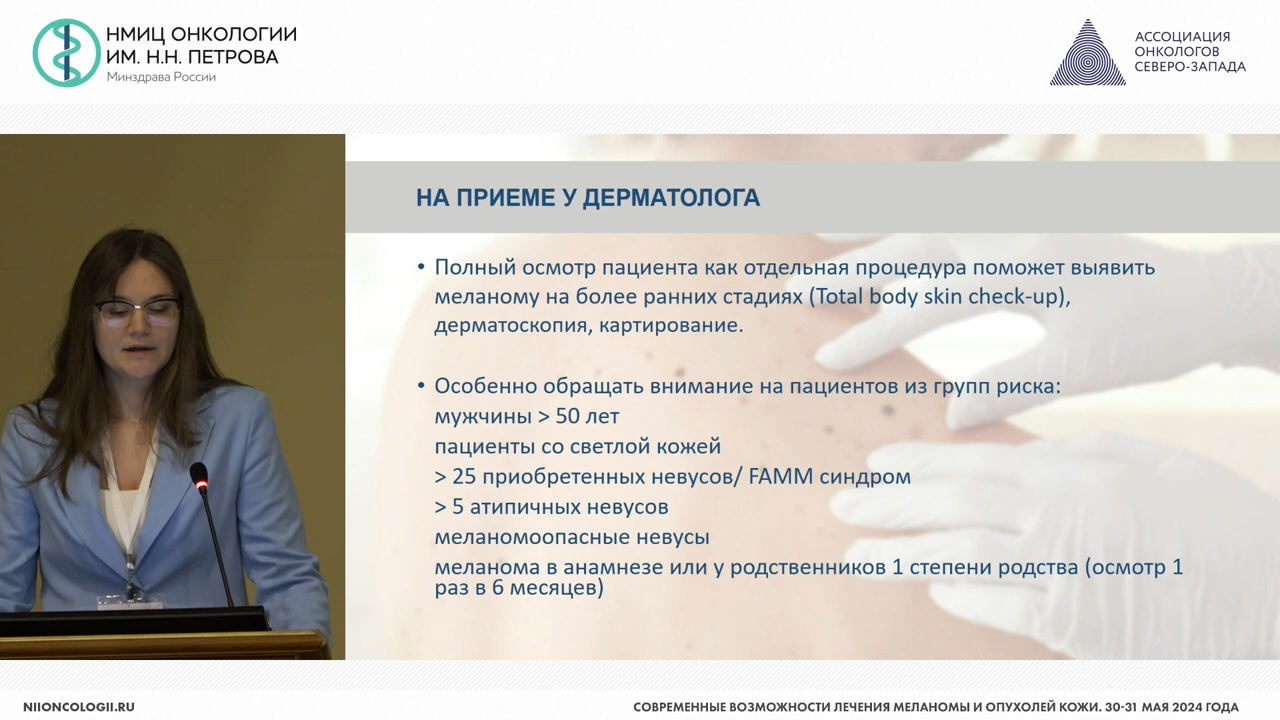 НМИЦ ОНКОЛОГИИ
ИМ. Н.Н. ПЕТРОВА
Минздрава России
АССОЦИАЦИЯ
ОНКОЛОГОВ
СЕВЕРО-ЗАПАДА
НА ПРИЕМЕ У ДЕРМАТОЛОГА
• Полный осмотр пациента как отдельная процедура поможет выявить
меланому на более ранних стадиях (Total body skin check-up),
дерматоскопия, картирование.
• Особенно обращать внимание на пациентов из групп риска:
мужчины > 50 лет
пациенты со светлой кожей
> 25 приобретенных невусов/ FAMM синдром
> 5 атипичных невусов
меланомоопасные невусы
меланома в анамнезе или у родственников 1 степени родства (осмотр 1
раз в 6 месяцев)
NIIONCOLOGII.RU
СОВРЕМЕННЫЕ ВОЗМОЖНОСТИ ЛЕЧЕНИЯ МЕЛАНОМЫ И ОПУХОЛЕЙ КОЖИ. 30-31 МАЯ 2024 ГОДА